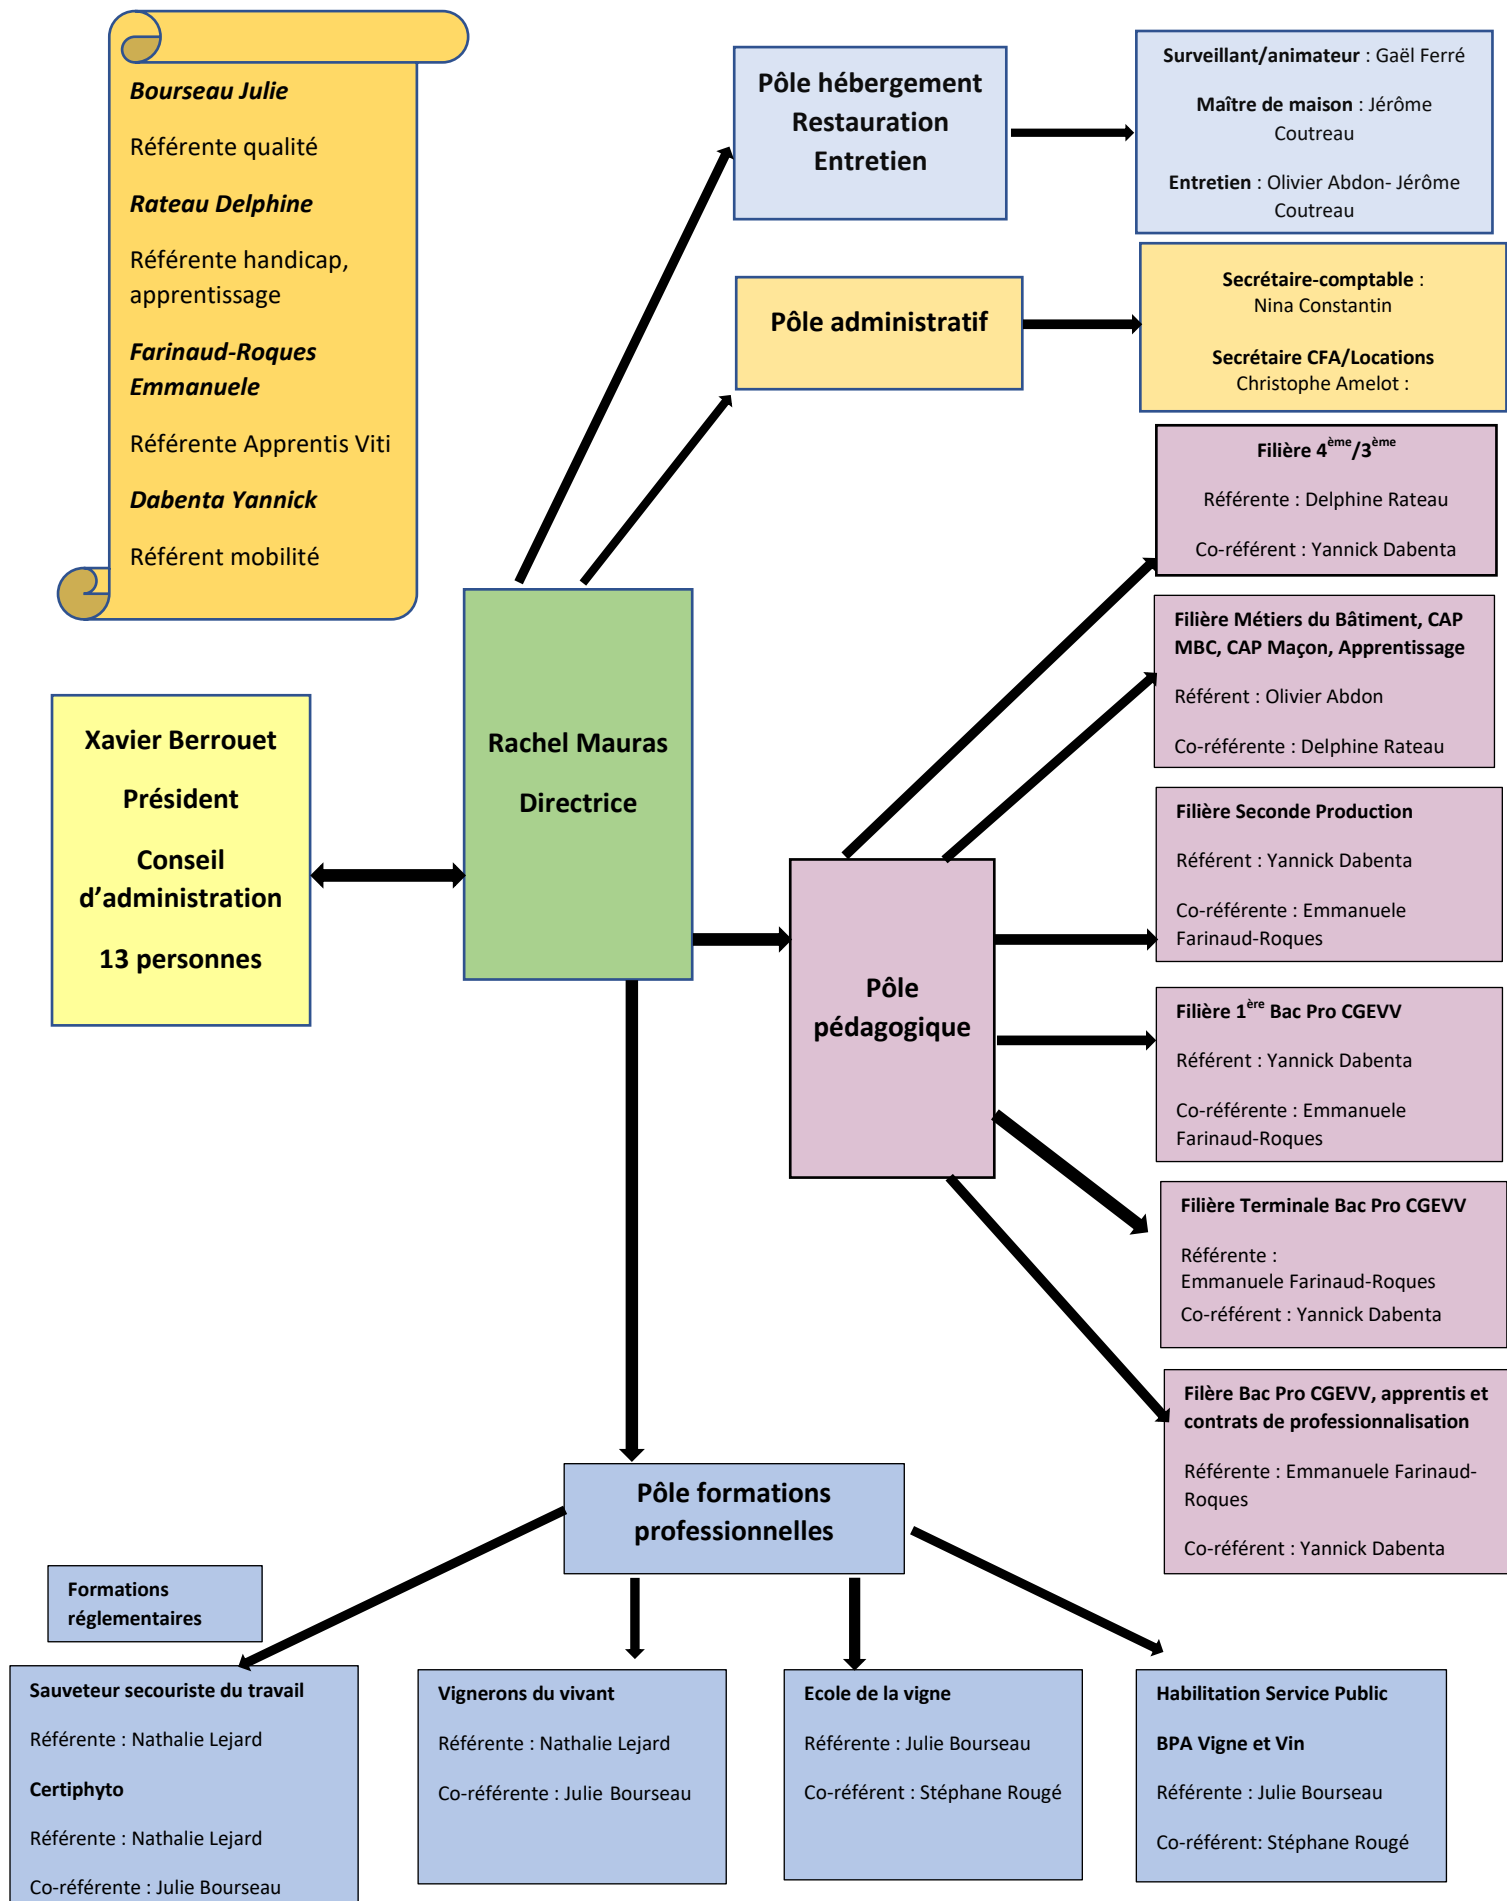 Bourseau Julie
Référente qualité
Rateau Delphine
Référente handicap,
apprentissage
Farinaud-Roques
Emmanuele
Référente Apprentis Viti
Dabenta Yannick
Référent mobilité
Pôle hébergement
Restauration
Entretien
Surveillant/animateur : Gaël Ferré
Maître de maison : Jérôme
Coutreau
Entretien : Olivier Abdon- Jérôme
Coutreau
Pôle administratif
Secrétaire-comptable :
Nina Constantin
Secrétaire CFA/Locations
Christophe Amelot :
Xavier Berrouet
Président
Conseil
d’administration
13 personnes
Rachel Mauras
Directrice
Pôle
pédagogique
Filière 4ème/3ème
Référente : Delphine Rateau
Co-référent : Yannick Dabenta
Filière Métiers du Bâtiment, CAP
MBC, CAP Maçon, Apprentissage
Référent : Olivier Abdon
Co-référente : Delphine Rateau
Filière Seconde Production
Référent : Yannick Dabenta
Co-référente : Emmanuele
Farinaud-Roques
Filière 1ère Bac Pro CGEVV
Référent : Yannick Dabenta
Co-référente : Emmanuele
Farinaud-Roques
Filière Terminale Bac Pro CGEVV
Référente :
Emmanuele Farinaud-Roques
Co-référent : Yannick Dabenta
Filère Bac Pro CGEVV, apprentis et
contrats de professionnalisation
Référente : Emmanuele Farinaud-
Roques
Co-référent : Yannick Dabenta
Pôle formations
professionnelles
Formations
réglementaires
Sauveteur secouriste du travail
Référente : Nathalie Lejard
Certiphyto
Référente : Nathalie Lejard
Co-référente : Julie Bourseau
Vignerons du vivant
Référente : Nathalie Lejard
Co-référente : Julie Bourseau
Ecole de la vigne
Référente : Julie Bourseau
Co-référent : Stéphane Rougé
Habilitation Service Public
BPA Vigne et Vin
Référente : Julie Bourseau
Co-référent: Stéphane Rougé